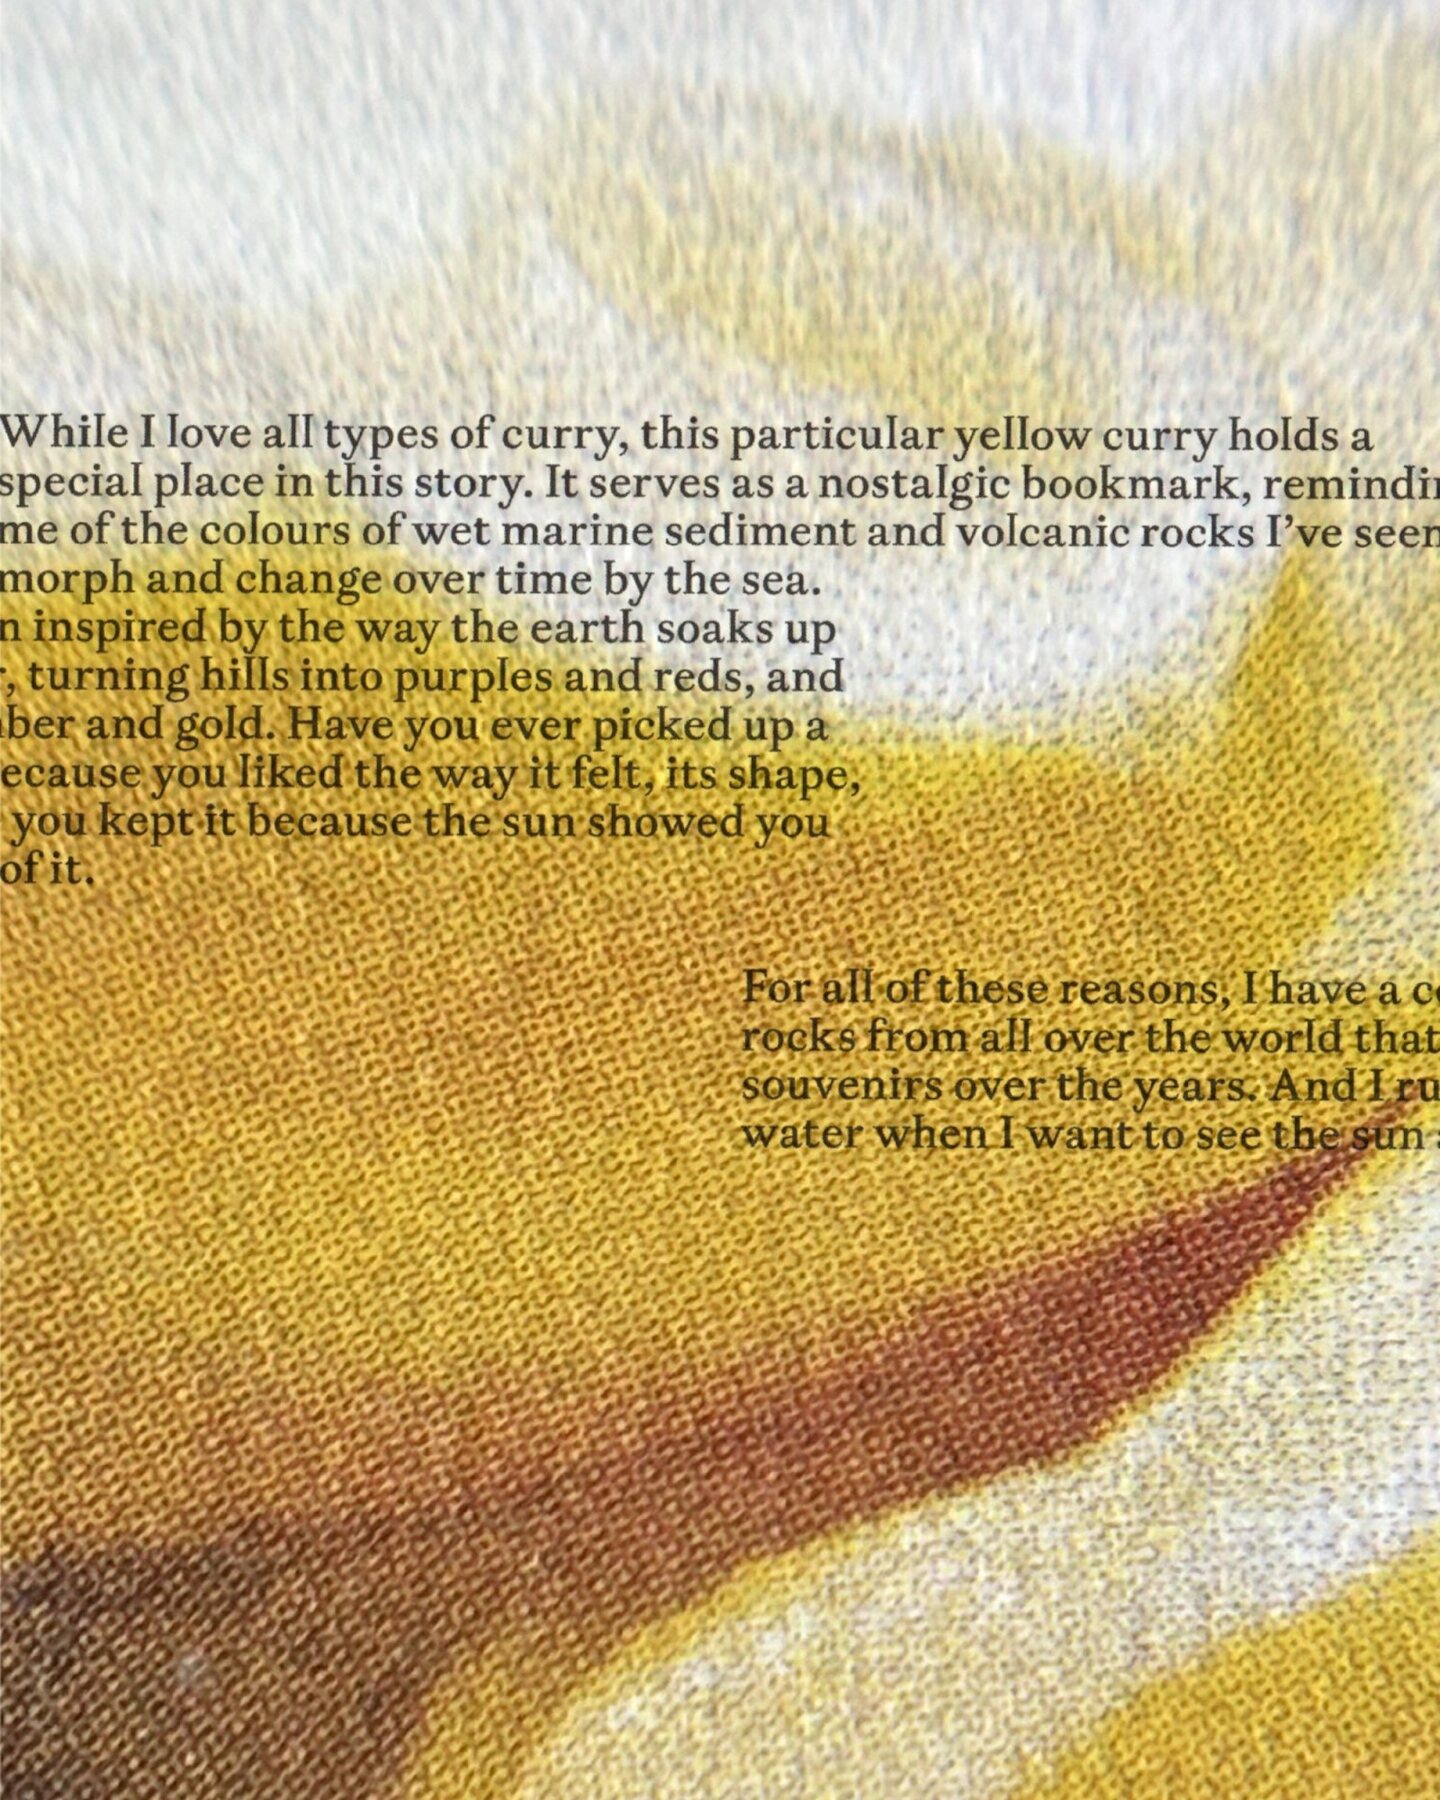 While I love all types of curry, this particular yellow curry holds a
special place in this story. It serves as a nostalgic bookmark,
me of the colours of wet marine sediment and volcanic rocks I’ve seen
morph and change over time by the sea.
inspired by the way the earth soaks up
turning hills into purples and reds, and
and gold. Have you ever picked up a
you liked the way it felt, its shape,
you kept it because the sun showed you
of it.
For all of these reasons, I have a
rocks from all over the world that
souvenirs over the years. And I
water when I want to see the sun